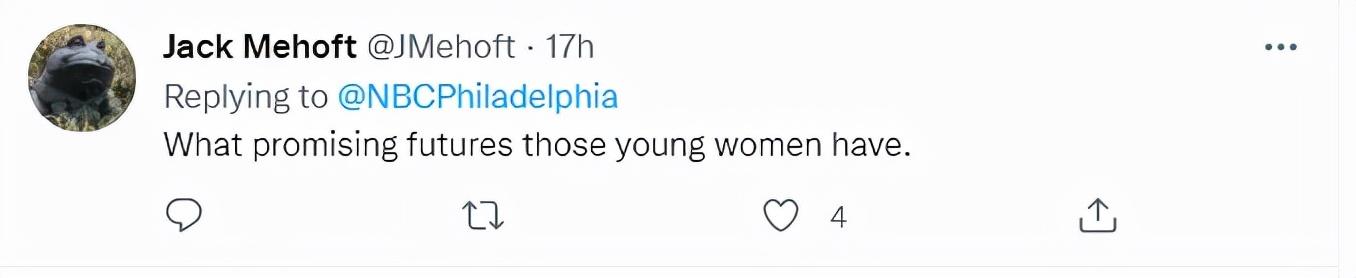 Jack Mehoft @JMehoft · 17h
Replying to @NBCPhiladelphia
What promising futures those young women have.
4